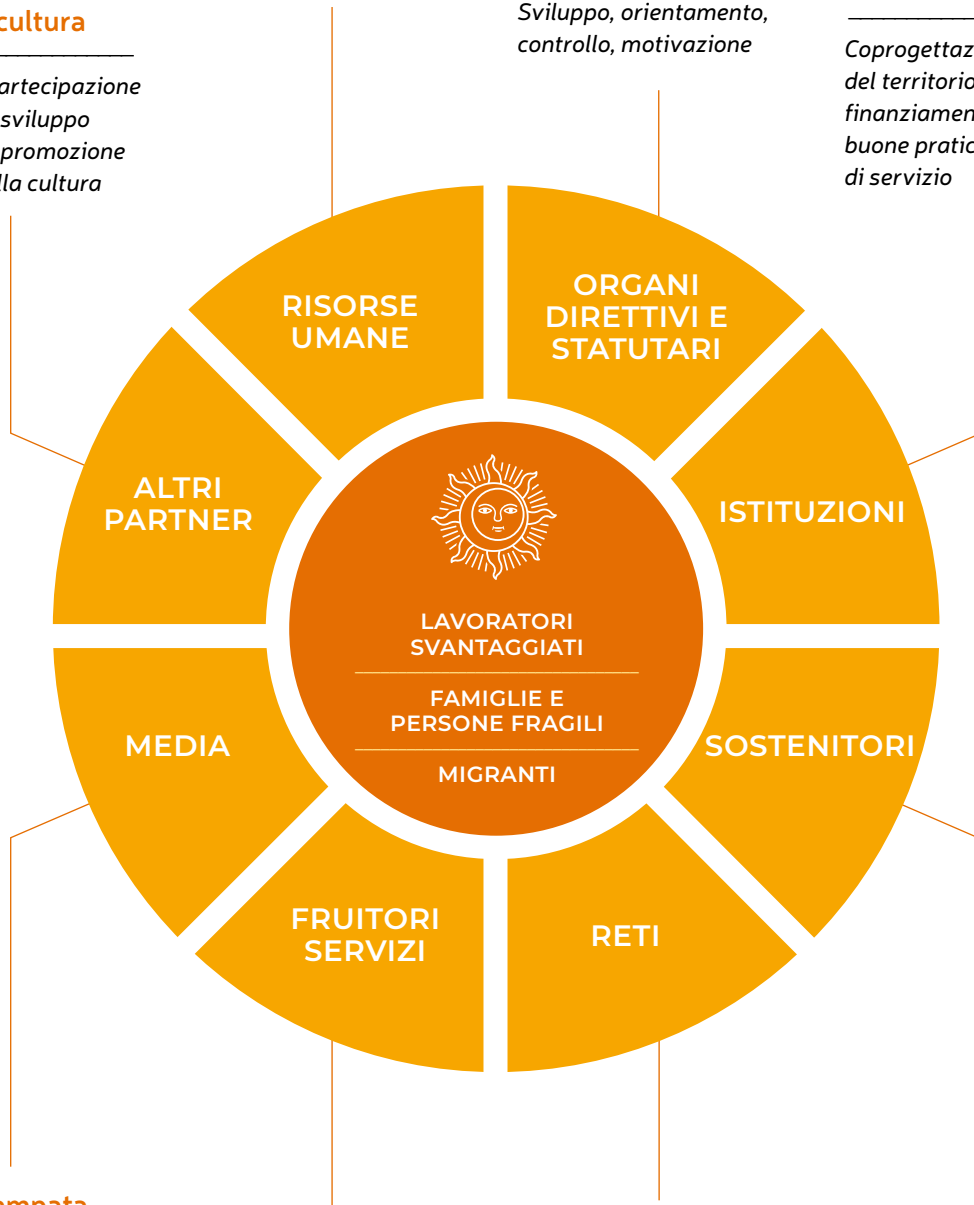 cultura
artecipazione
sviluppo
promozione
lla cultura
Sviluppo, orientamento,
controllo, motivazione
Coprogettaz
del territorio
finanziamen
buone pratic
di servizio
RISORSE
UMANE
ORGANI
DIRETTIVI E
STATUTARI
ALTRI
PARTNER
ISTITUZIONI
LAVORATORI
SVANTAGGIATI
FAMIGLIE E
PERSONE FRAGILI
MIGRANTI
MEDIA
SOSTENITORI
FRUITORI
SERVIZI
RETI